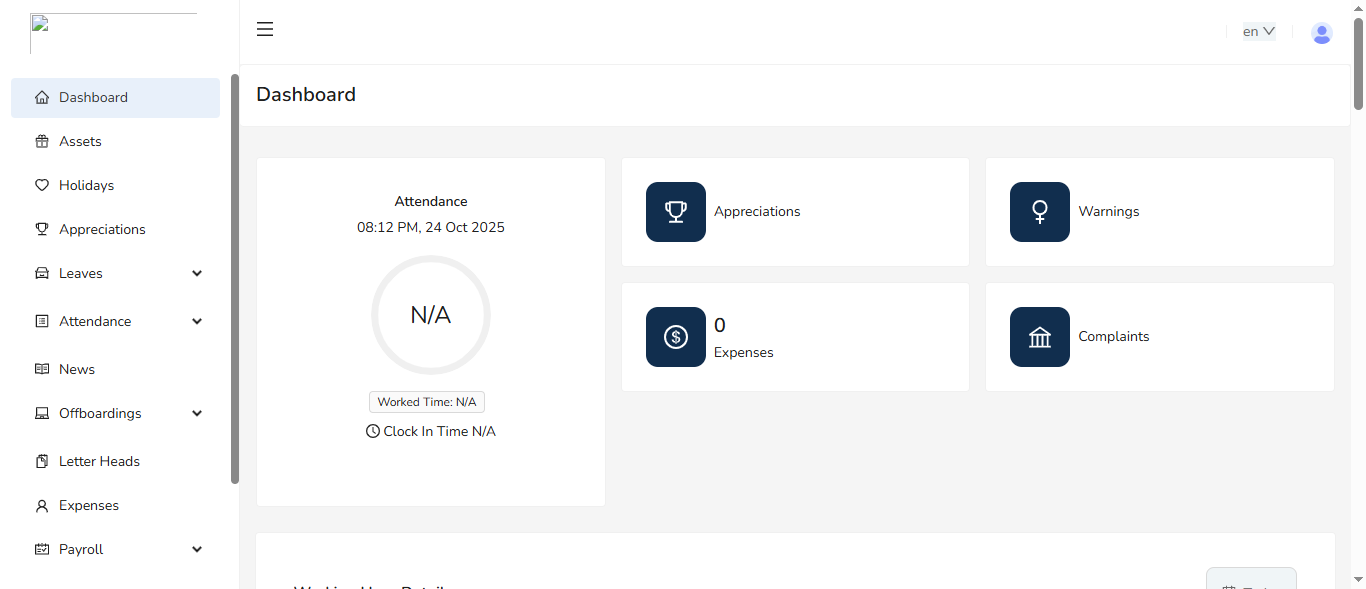 en
Dashboard
Assets
Holidays
Appreciations
Leaves
Attendance
News
Offboardings
Letter Heads
Expenses
Payroll
Dashboard
Attendance
08:12 PM, 24 Oct 2025
N/A
Worked Time: N/A
Clock In Time N/A
Appreciations
Warnings
0
Expenses
Complaints